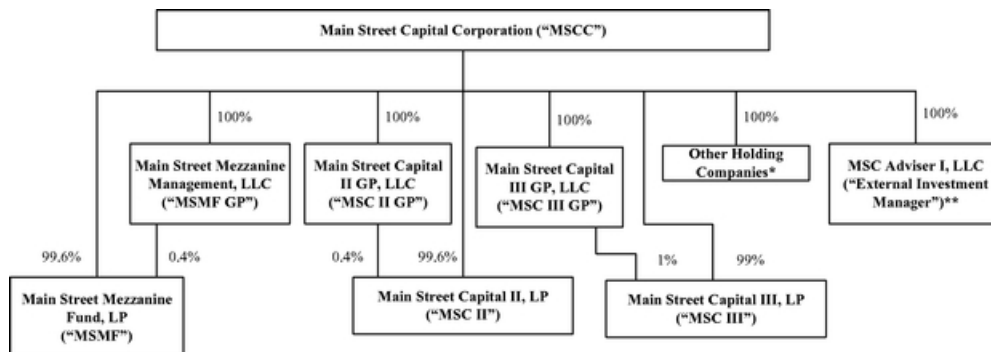 Main Street Capital Corporation (“MSCC”)
100%
100%
100%
100%
100%
Main Street Mezzanine
Management, LLC
(“MSMF GP”)
Main Street Capital
II GP, LLC
(“MSC II GP”)
Main Street Capital
III GP, LLC
(“MSC III GP”)
Other Holding
Companies*
MSC Adviser I, LLC
(“External Investment
Manager”)**
99.6%
0.4%
0.4%
99.6%
1%
99%
Main Street Mezzanine
Fund, LP
(“MSMF”)
Main Street Capital II, LP
(“MSC II”)
Main Street Capital III, LP
(“MSC III”)